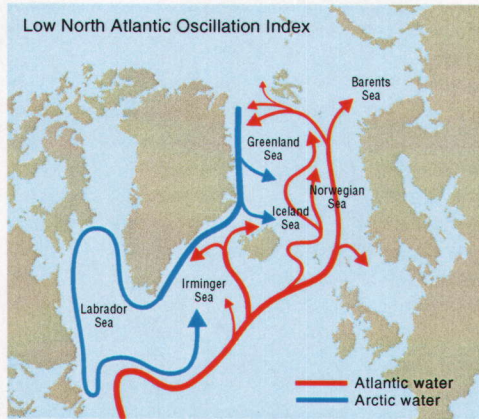 Low North Atlantic Oscillation Index
Barents
Sea
Greenland
Sea
Norwegian
Sea
Iceland
Sea
Irminger
Sea
Labrador
Sea
Atlantic water
Arctic water